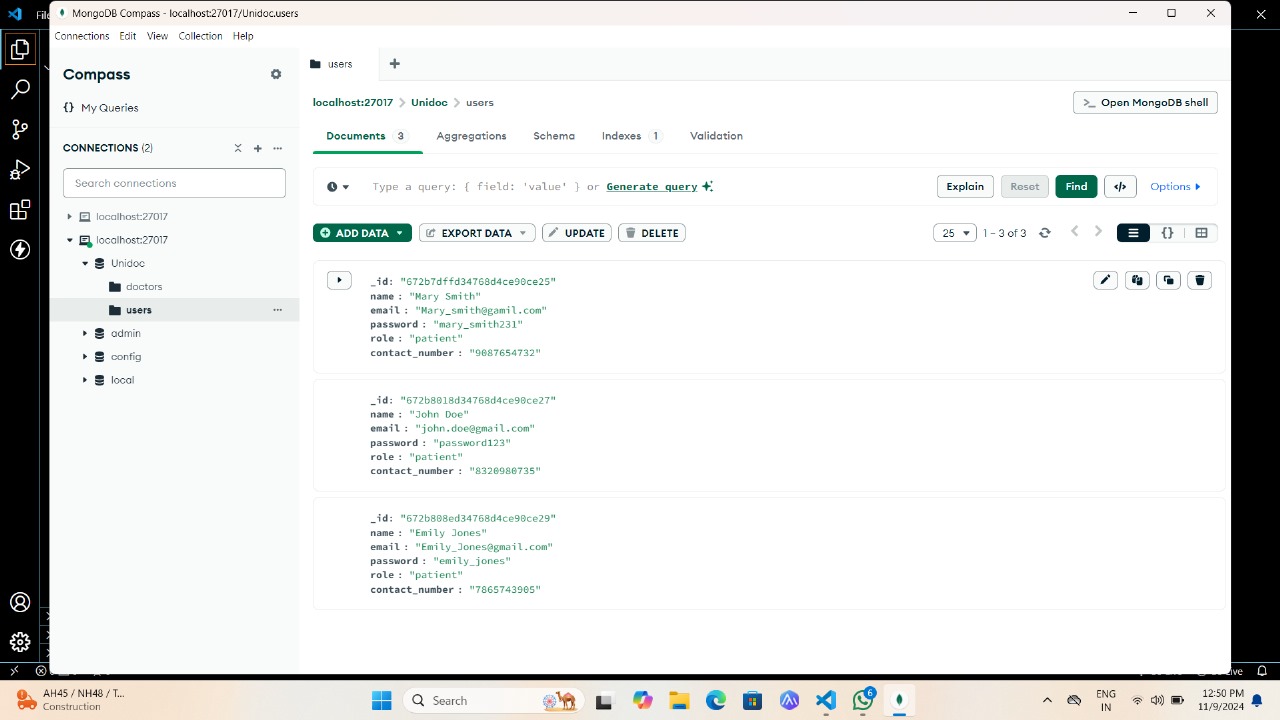 File
MongoDB Compass - localhost:27017/Unidoc.users
Connections Edit View Collection Help
Compass
{} My Queries
CONNECTIONS (2)
Search connections
localhost:27017
localhost:27017
Unidoc
doctors
users
admin
config
local
users
localhost:27017 > Unidoc > users
>_ Open MongoDB shell
Documents 3 Aggregations Schema Indexes 1 Validation
Type a query: { field: 'value' } or Generate query
Explain Reset Find </> Options
ADD DATA EXPORT DATA UPDATE DELETE
25 1 – 3 of 3 {}
_id: "672b7dffd34768d4ce90ce25"
name : "Mary Smith"
email : "Mary_smith@gamil.com"
password : "mary_smith231"
role : "patient"
contact_number : "9087654732"
_id: "672b8018d34768d4ce90ce27"
name : "John Doe"
email : "john.doe@gmail.com"
password : "password123"
role : "patient"
contact_number : "8320980735"
_id: "672b808ed34768d4ce90ce29"
name : "Emily Jones"
email : "Emily_Jones@gmail.com"
password : "emily_jones"
role : "patient"
contact_number : "7865743905"
AH45 / NH48 / T...
Construction
Search
6
ENG
IN
12:50 PM
11/9/2024